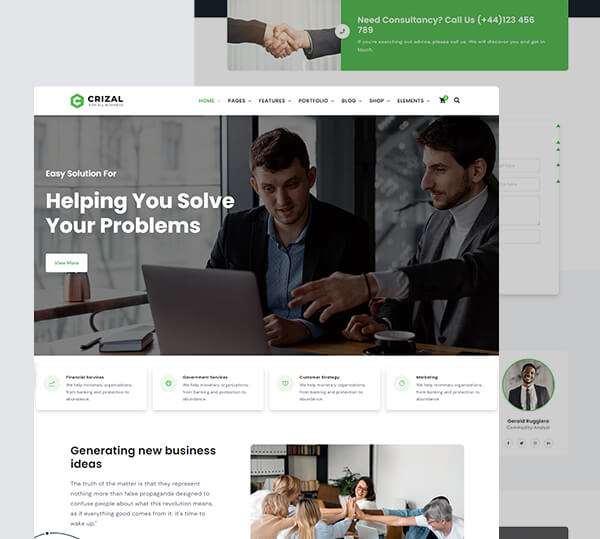 Need Consultancy? Call Us (+44)123 456
789
If you're searching out advice, please call us. We will discover you and get in
touch.
CRIZAL
FOR ALL BUSINESS
HOME PAGES FEATURES PORTFOLIO BLOG SHOP ELEMENTS
Easy Solution For
Helping You Solve
Your Problems
View More
Financial Services
We help monetary organizations,
from banking and protection to
abundance.
Government Services
We help monetary organizations,
from banking and protection to
abundance.
Customer Strategy
We help monetary organizations,
from banking and protection to
abundance.
Marketing
We help monetary organizations,
from banking and protection to
abundance.
Gerald Ruggiero
Commodity Analyst
Generating new business
ideas
The truth of the matter is that they represent
nothing more than false propaganda designed to
confuse people about what this revolution means,
as if everything good comes from it. It's time to
wake up."